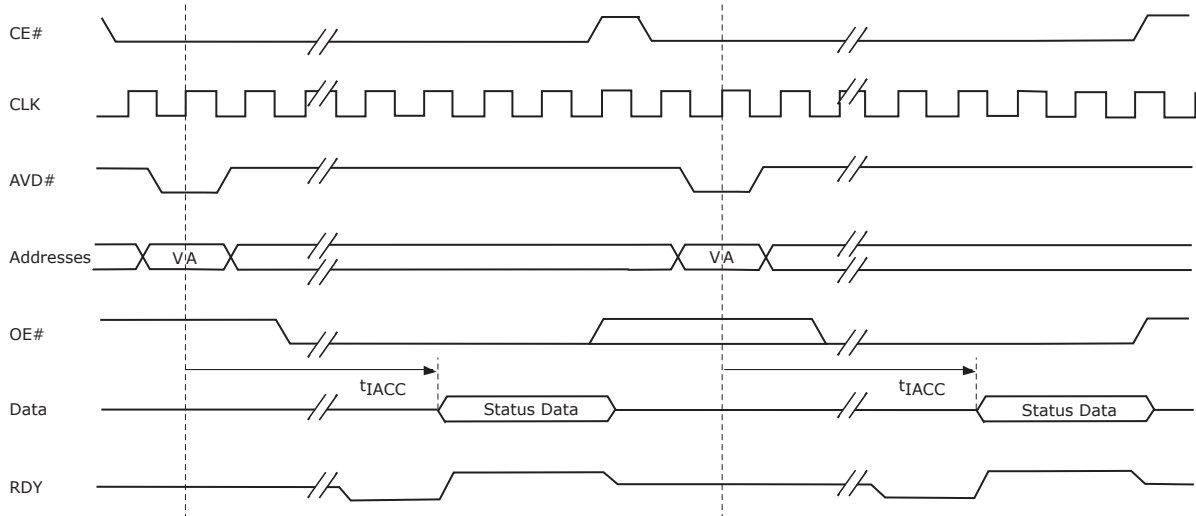 CE#
CLK
AVD#
Addresses VA VA
OE#
tIACC tIACC
Data Status Data Status Data
RDY